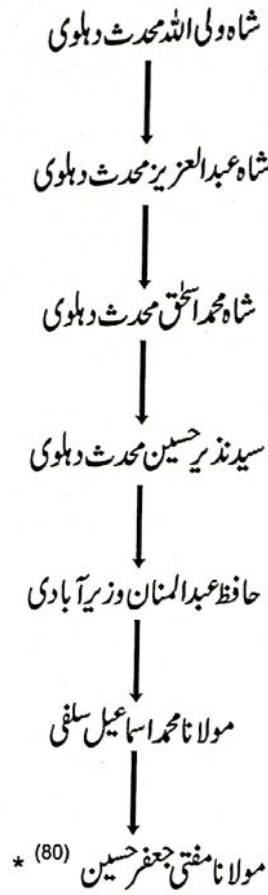 شاہ ولی اللہ محدث دہلوی
شاہ عبدالعزیز محدث دہلوی
شاہ محمد اسحٰق محدث دہلوی
سید نذیر حسین محدث دہلوی
حافظ عبدالمنان وزیر آبادی
مولانا محمد اسماعیل سلفی
مولانا مفتی جعفر حسین (80) *